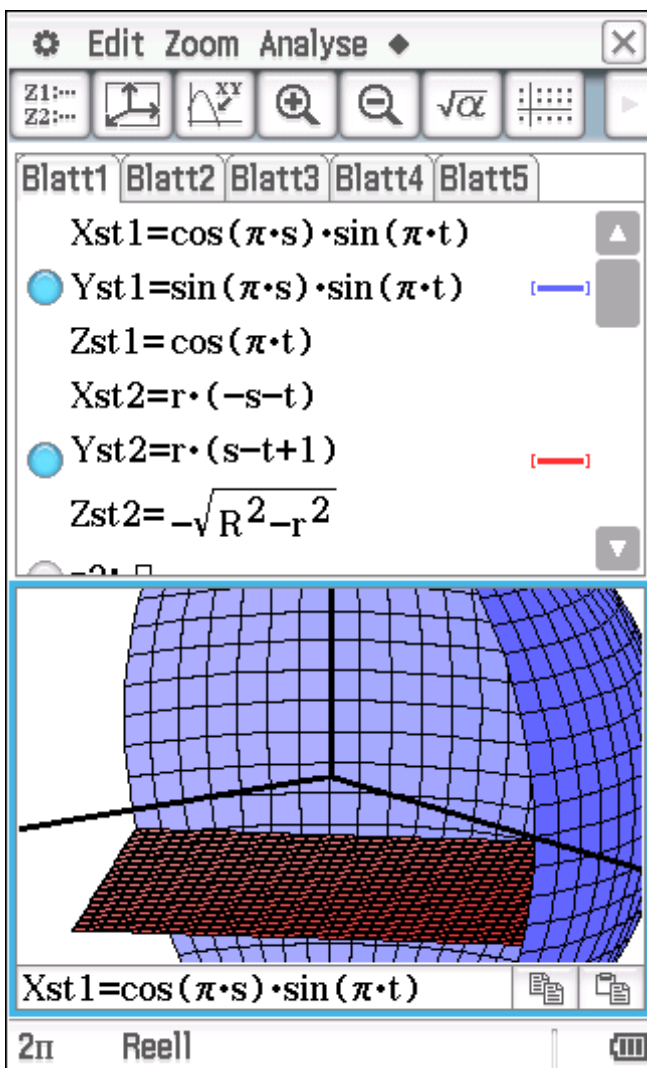 Edit Zoom Analyse
Z1:⋯
Z2:⋯
XY
√α
Blatt1 Blatt2 Blatt3 Blatt4 Blatt5
Xst1=cos(π•s)•sin(π•t)
Yst1=sin(π•s)•sin(π•t)
Zst1=cos(π•t)
Xst2=r•(-s-t)
Yst2=r•(s-t+1)
Zst2=-√(R²-r²)
Xst1=cos(π•s)•sin(π•t)
2π Reell